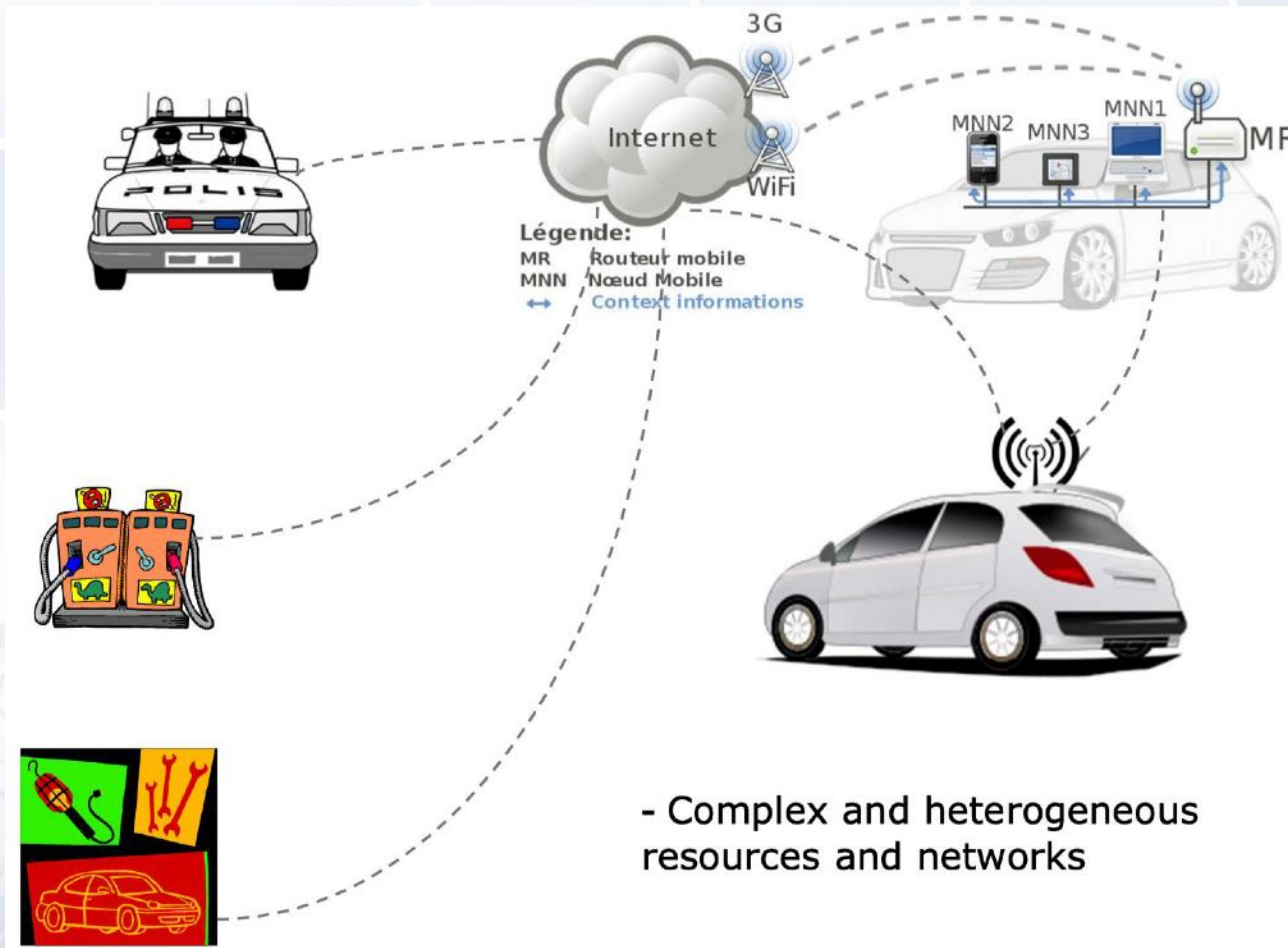 3G
Internet
WiFi
MNN2
MNN3
MNN1
MR
POLIS
Légende:
MR Routeur mobile
MNN Nœud Mobile
↔ Context informations
- Complex and heterogeneous
resources and networks